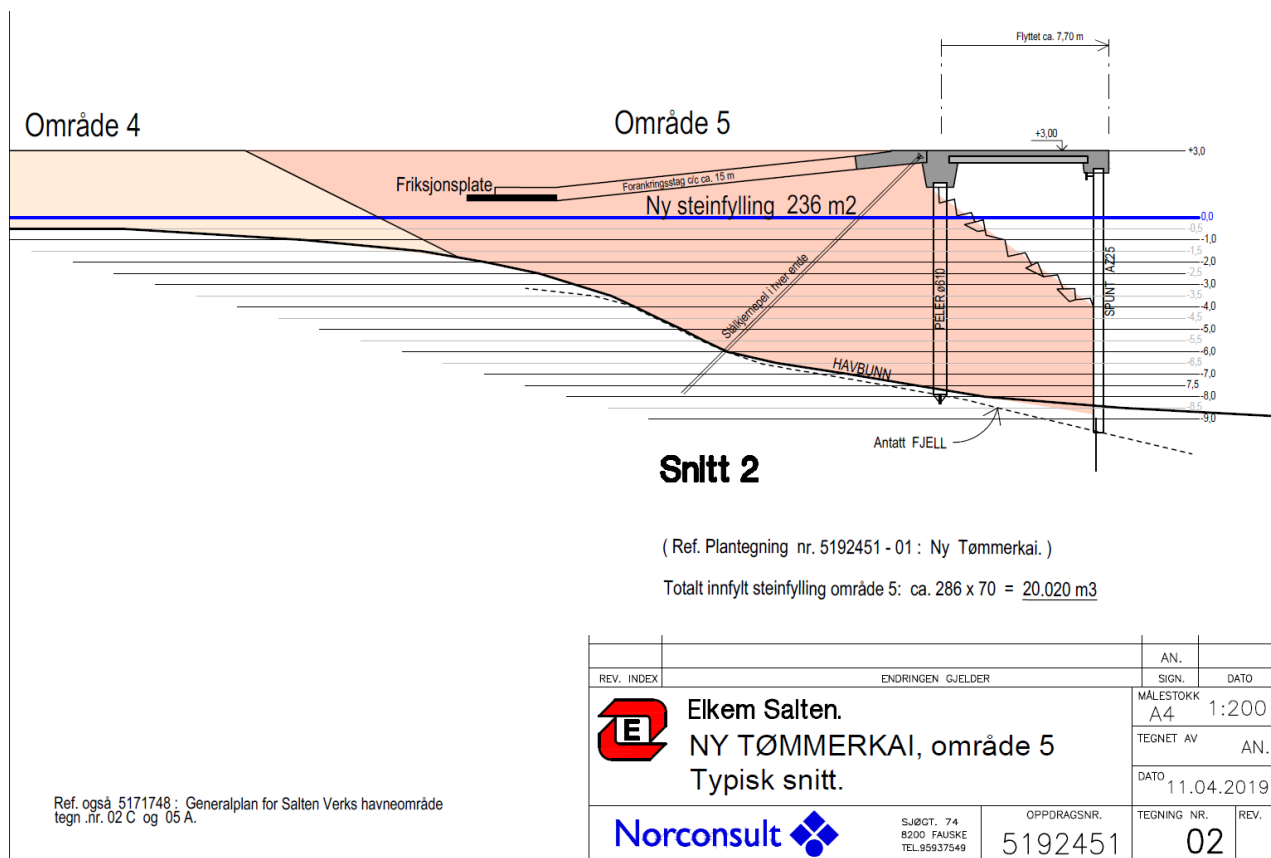 Flyttet ca. 7,70 m
Område 4
Område 5
+3,00
+3,0
Friksjonsplate
Forankringsstag c/c ca. 15 m
Ny steinfylling 236 m2
Stålkjernepel i hver ende
PELER ø610
SPUNT AZ25
0,0
-0,5
-1,0
-1,5
-2,0
-2,5
-3,0
-3,5
-4,0
-4,5
-5,0
-5,5
-6,0
-6,5
-7,0
7,5
-8,0
-8,5
-9,0
HAVBUNN
Antatt FJELL
Snitt 2
( Ref. Plantegning nr. 5192451 - 01 : Ny Tømmerkai. )
Totalt innfylt steinfylling område 5: ca. 286 x 70 = 20.020 m3
AN.
REV. INDEX ENDRINGEN GJELDER SIGN. DATO
E
Elkem Salten.
NY TØMMERKAI, område 5
Typisk snitt.
MÅLESTOKK
A4 1:200
TEGNET AV AN.
DATO 11.04.2019
Ref. også 5171748 : Generalplan for Salten Verks havneområde
tegn .nr. 02 C og 05 A.
Norconsult
SJØGT. 74
8200 FAUSKE
TEL.95937549
OPPDRAGSNR.
5192451
TEGNING NR. REV.
02